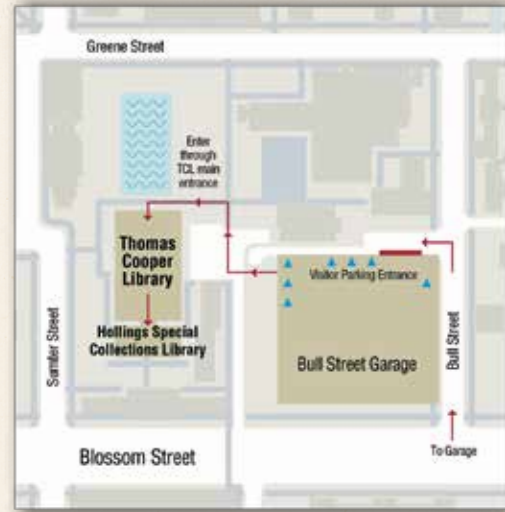 Greene Street
Enter
through
TCL main
entrance
Thomas
Cooper
Library
Hollings Special
Collections Library
Visitor Parking Entrance
Bull Street Garage
Sumter Street
Bull Street
To Garage
Blossom Street